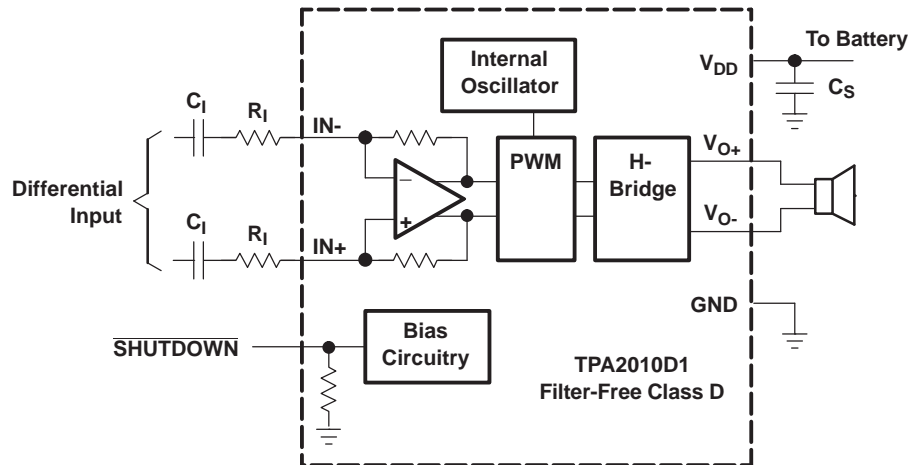 To Battery
Internal
Oscillator
VDD
CS
CI
RI
IN-
PWM
H-
Bridge
VO+
VO-
Differential
Input
−
+
CI
RI
IN+
GND
SHUTDOWN
Bias
Circuitry
TPA2010D1
Filter-Free Class D